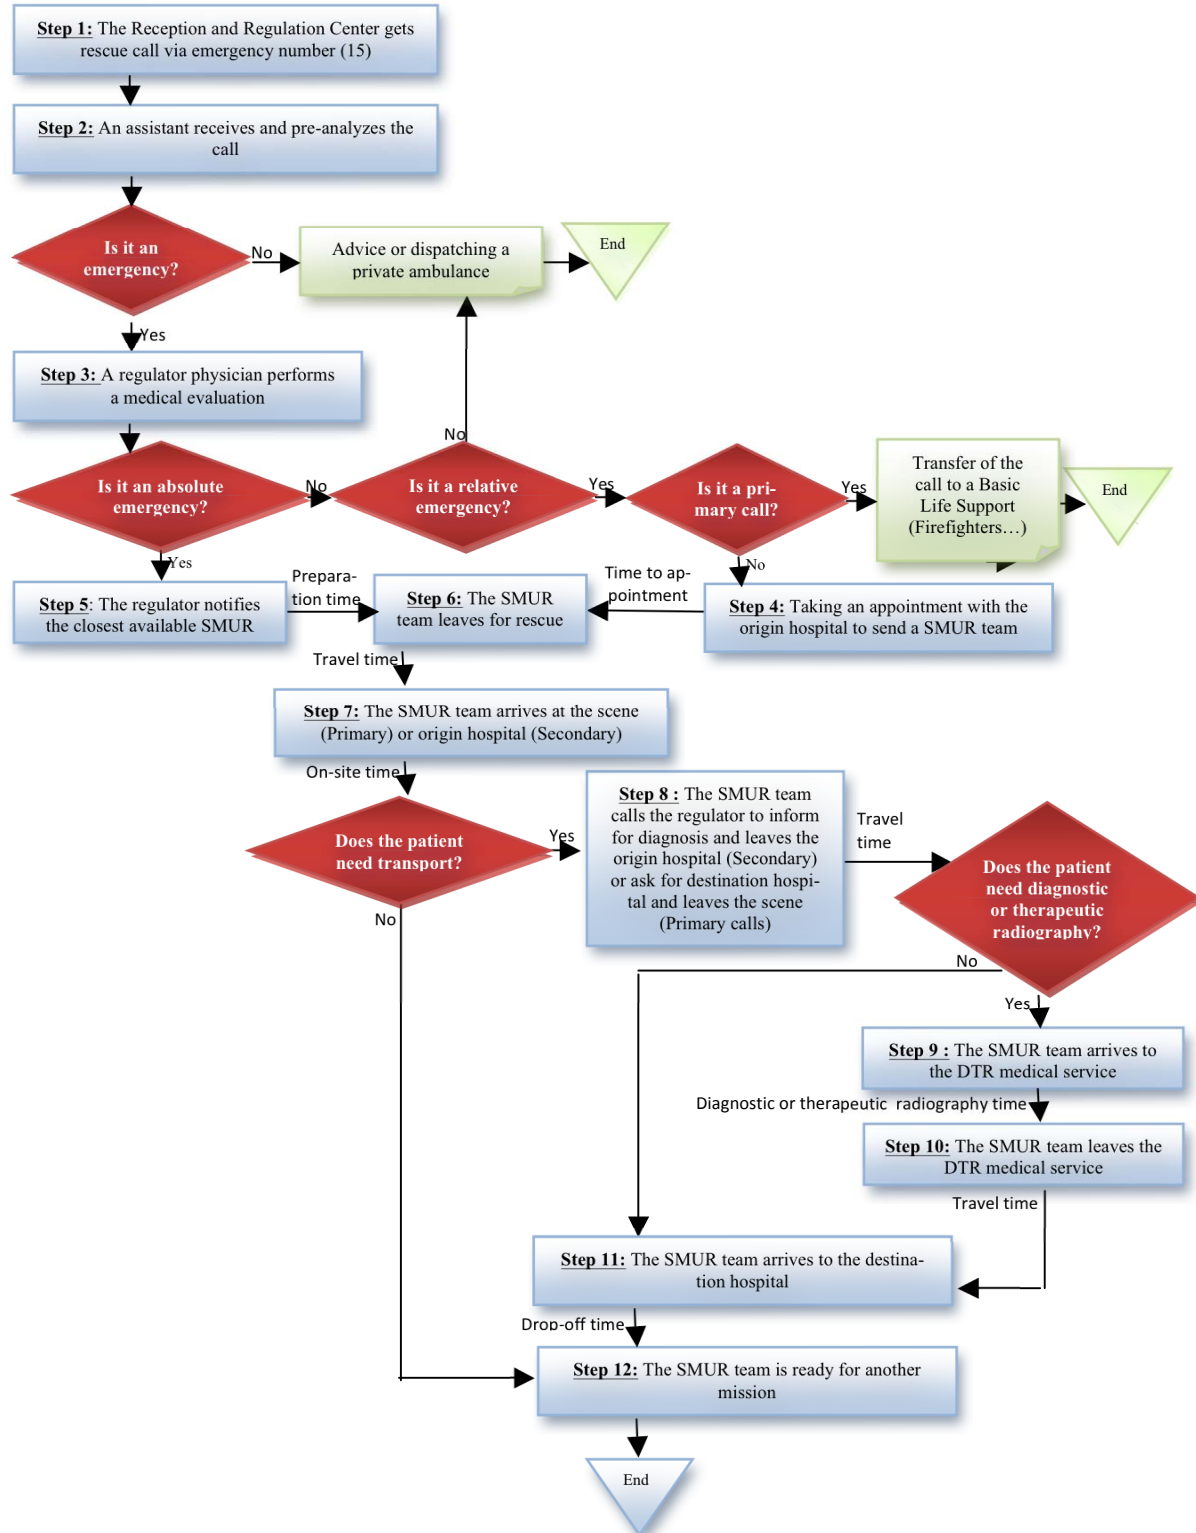 Step 1: The Reception and Regulation Center gets
rescue call via emergency number (15)
Step 2: An assistant receives and pre-analyzes the
call
Is it an
emergency?
No
Advice or dispatching a
private ambulance
End
Yes
Step 3: A regulator physician performs
a medical evaluation
No
Is it an absolute
emergency?
No
Is it a relative
emergency?
Yes
Is it a pri-
mary call?
Yes
Transfer of the
call to a Basic
Life Support
(Firefighters…)
End
Yes
Step 5: The regulator notifies
the closest available SMUR
Prepara-
tion time
Step 6: The SMUR
team leaves for rescue
Time to ap-
pointment
No
Step 4: Taking an appointment with the
origin hospital to send a SMUR team
Travel time
Step 7: The SMUR team arrives at the scene
(Primary) or origin hospital (Secondary)
On-site time
Does the patient
need transport?
Yes
Step 8 : The SMUR team
calls the regulator to inform
for diagnosis and leaves the
origin hospital (Secondary)
or ask for destination hospi-
tal and leaves the scene
(Primary calls)
Travel
time
Does the patient
need diagnostic
or therapeutic
radiography?
No
No
Yes
Step 9 : The SMUR team arrives to
the DTR medical service
Diagnostic or therapeutic radiography time
Step 10: The SMUR team leaves the
DTR medical service
Travel time
Step 11: The SMUR team arrives to the destina-
tion hospital
Drop-off time
Step 12: The SMUR team is ready for another
mission
End